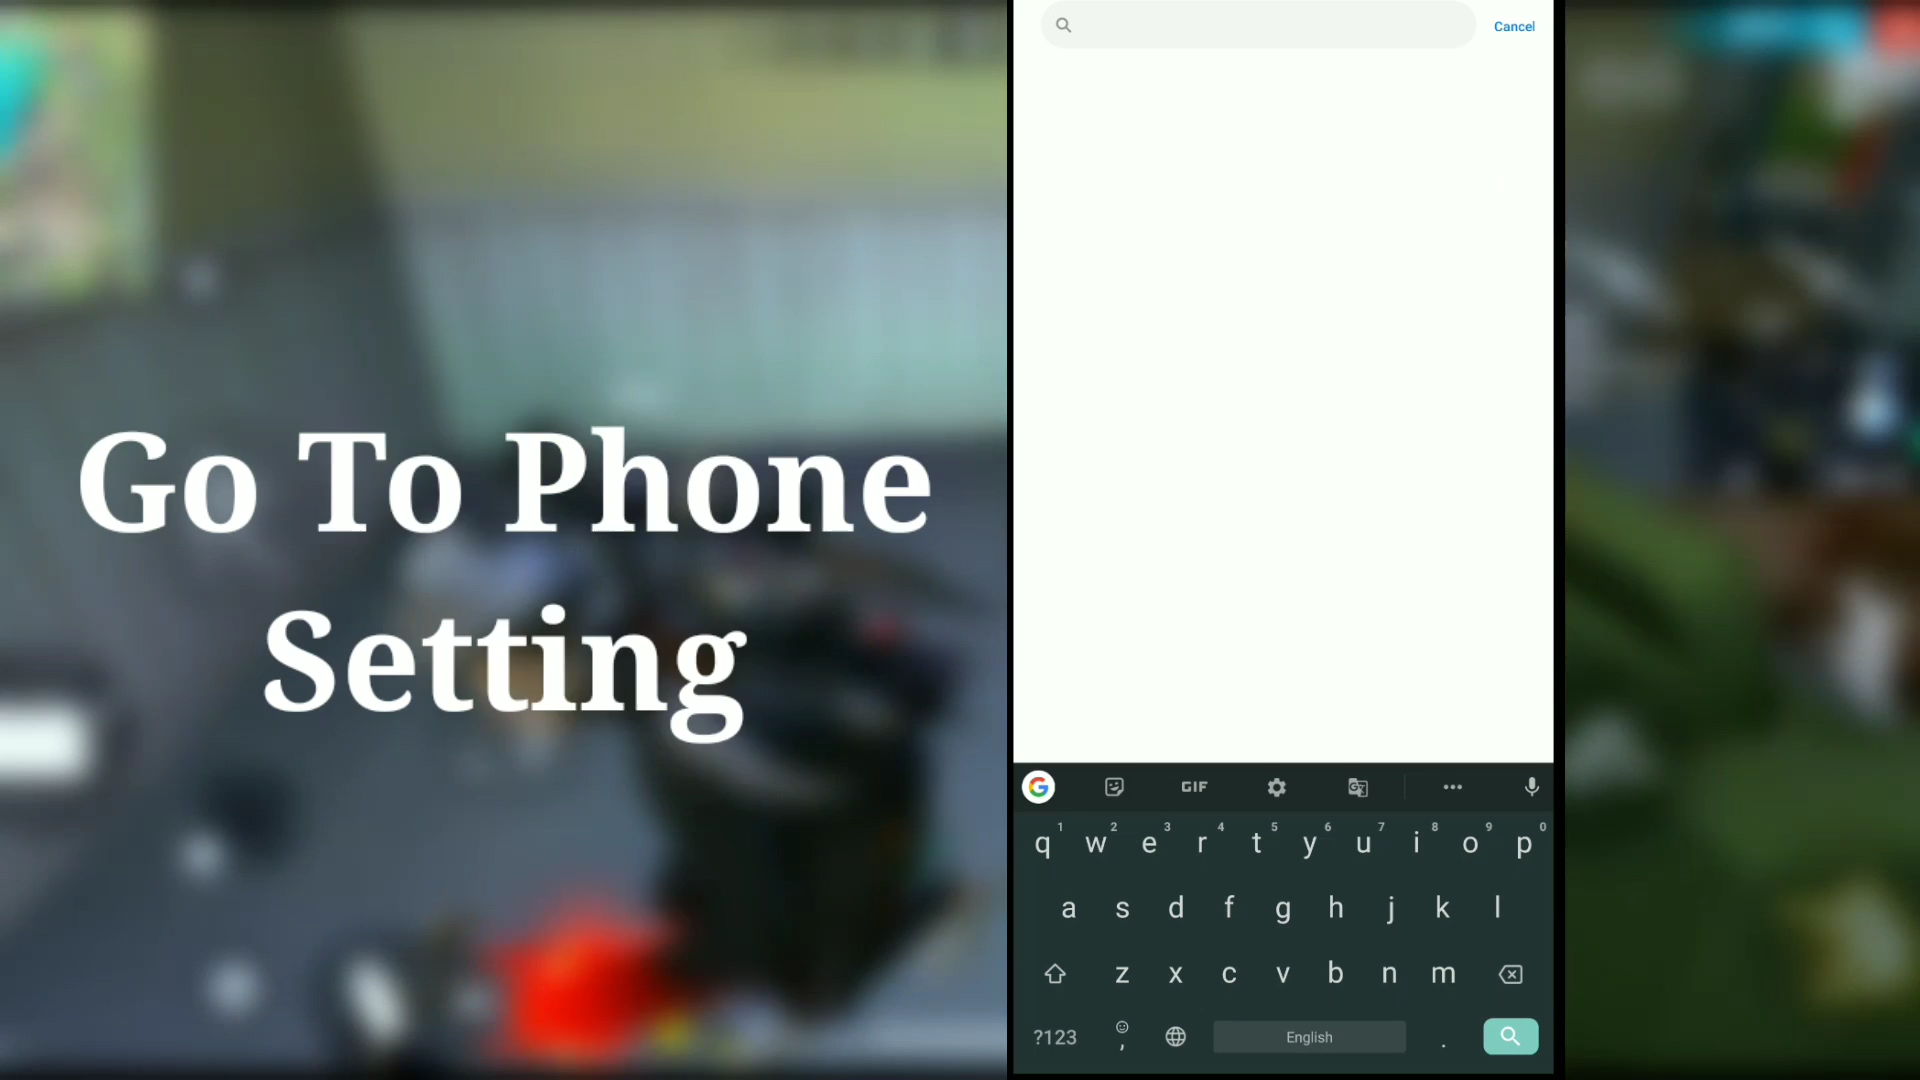 Cancel
Go To Phone
Setting
G GIF
1 2 3 4 5 6 7 8 9 0
q w e r t y u i o p
a s d f g h j k l
z x c v b n m
?123 , English .